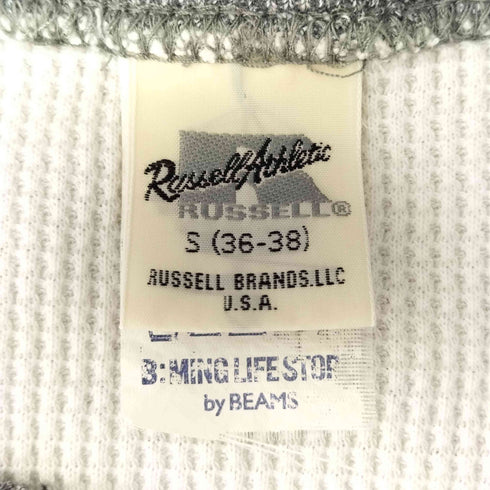 Russell Athletic
RUSSELL®
S (36-38)
RUSSELL BRANDS.LLC
U.S.A.
B:MING LIFE STOR
by BEAMS